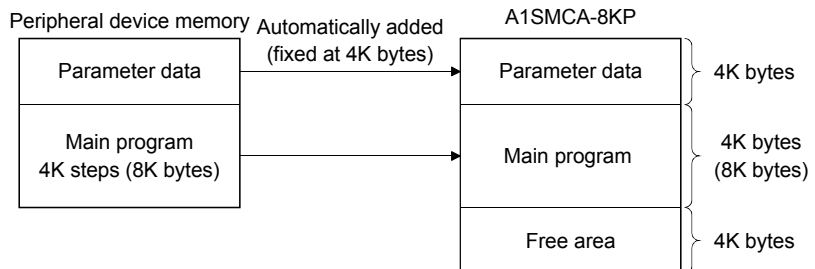 Peripheral device memory
Automatically added
(fixed at 4K bytes)
A1SMCA-8KP
Parameter data
Parameter data
4K bytes
Main program
4K steps (8K bytes)
Main program
4K bytes
(8K bytes)
Free area
4K bytes